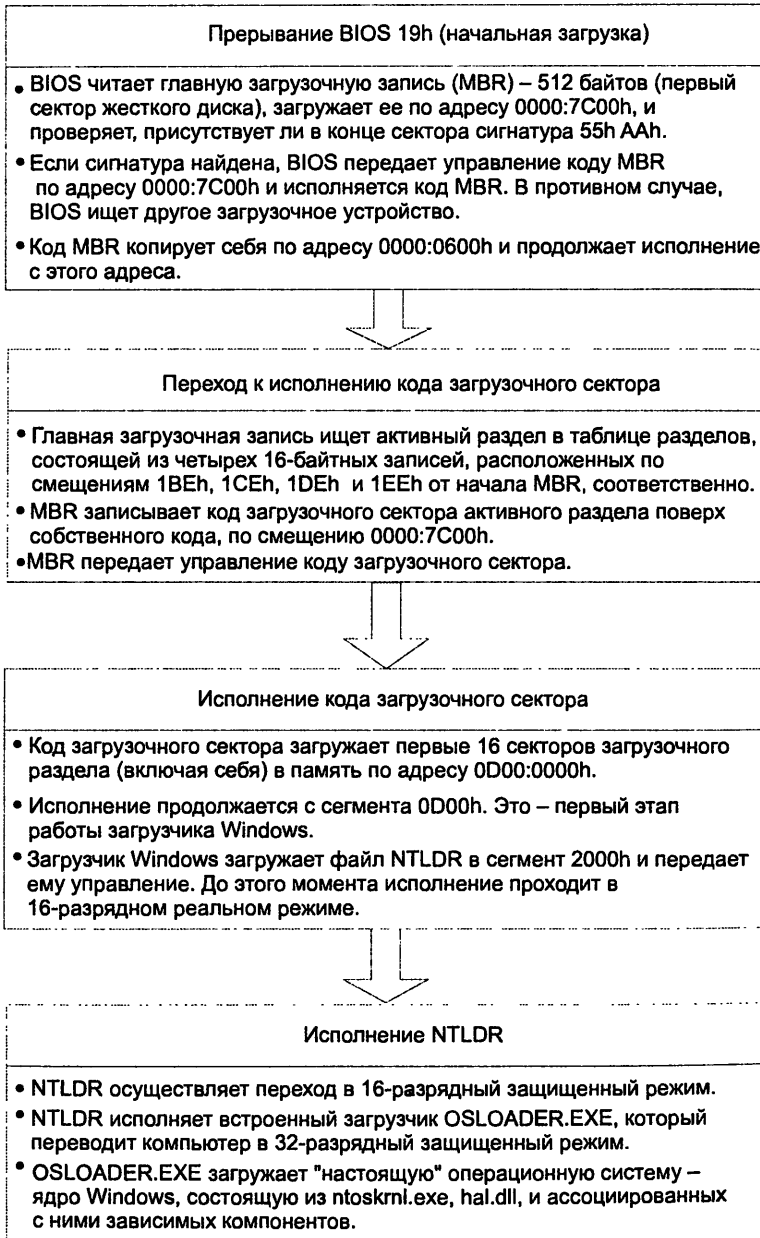 Прерывание BIOS 19h (начальная загрузка)
• BIOS читает главную загрузочную запись (MBR) – 512 байтов (первый
сектор жесткого диска), загружает ее по адресу 0000:7C00h, и
проверяет, присутствует ли в конце сектора сигнатура 55h AAh.
• Если сигнатура найдена, BIOS передает управление коду MBR
по адресу 0000:7C00h и исполняется код MBR. В противном случае,
BIOS ищет другое загрузочное устройство.
• Код MBR копирует себя по адресу 0000:0600h и продолжает исполнение
с этого адреса.
Переход к исполнению кода загрузочного сектора
• Главная загрузочная запись ищет активный раздел в таблице разделов,
состоящей из четырех 16-байтных записей, расположенных по
смещениям 1BEh, 1CEh, 1DEh и 1EEh от начала MBR, соответственно.
• MBR записывает код загрузочного сектора активного раздела поверх
собственного кода, по смещению 0000:7C00h.
•MBR передает управление коду загрузочного сектора.
Исполнение кода загрузочного сектора
• Код загрузочного сектора загружает первые 16 секторов загрузочного
раздела (включая себя) в память по адресу 0D00:0000h.
• Исполнение продолжается с сегмента 0D00h. Это – первый этап
работы загрузчика Windows.
• Загрузчик Windows загружает файл NTLDR в сегмент 2000h и передает
ему управление. До этого момента исполнение проходит в
16-разрядном реальном режиме.
Исполнение NTLDR
• NTLDR осуществляет переход в 16-разрядный защищенный режим.
• NTLDR исполняет встроенный загрузчик OSLOADER.EXE, который
переводит компьютер в 32-разрядный защищенный режим.
• OSLOADER.EXE загружает "настоящую" операционную систему –
ядро Windows, состоящую из ntoskrnl.exe, hal.dll, и ассоциированных
с ними зависимых компонентов.